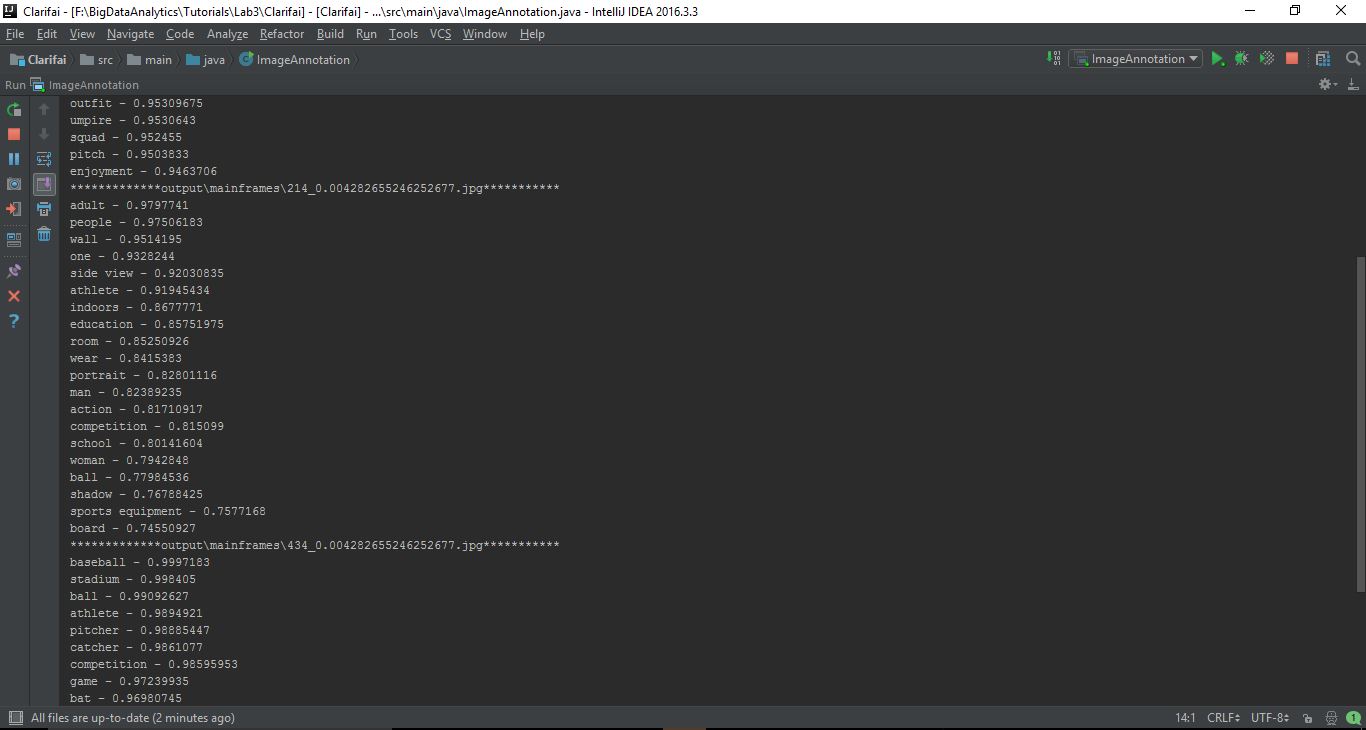 Clarifai - [F:\BigDataAnalytics\Tutorials\Lab3\Clarifai] - [Clarifai] - ...\src\main\java\ImageAnnotation.java - IntelliJ IDEA 2016.3.3
File Edit View Navigate Code Analyze Refactor Build Run Tools VCS Window Help
Clarifai src main java ImageAnnotation ImageAnnotation
Run ImageAnnotation
outfit - 0.95309675
umpire - 0.9530643
squad - 0.952455
pitch - 0.9503833
enjoyment - 0.9463706
*************output\mainframes\214_0.004282655246252677.jpg***********
adult - 0.9797741
people - 0.97506183
wall - 0.9514195
one - 0.9328244
side view - 0.92030835
athlete - 0.91945434
indoors - 0.8677771
education - 0.85751975
room - 0.85250926
wear - 0.8415383
portrait - 0.82801116
man - 0.82389235
action - 0.81710917
competition - 0.815099
school - 0.80141604
woman - 0.7942848
ball - 0.77984536
shadow - 0.76788425
sports equipment - 0.7577168
board - 0.74550927
*************output\mainframes\434_0.004282655246252677.jpg***********
baseball - 0.9997183
stadium - 0.998405
ball - 0.99092627
athlete - 0.9894921
pitcher - 0.98885447
catcher - 0.9861077
competition - 0.98595953
game - 0.97239935
bat - 0.96980745
All files are up-to-date (2 minutes ago) 14:1 CRLF UTF-8 1